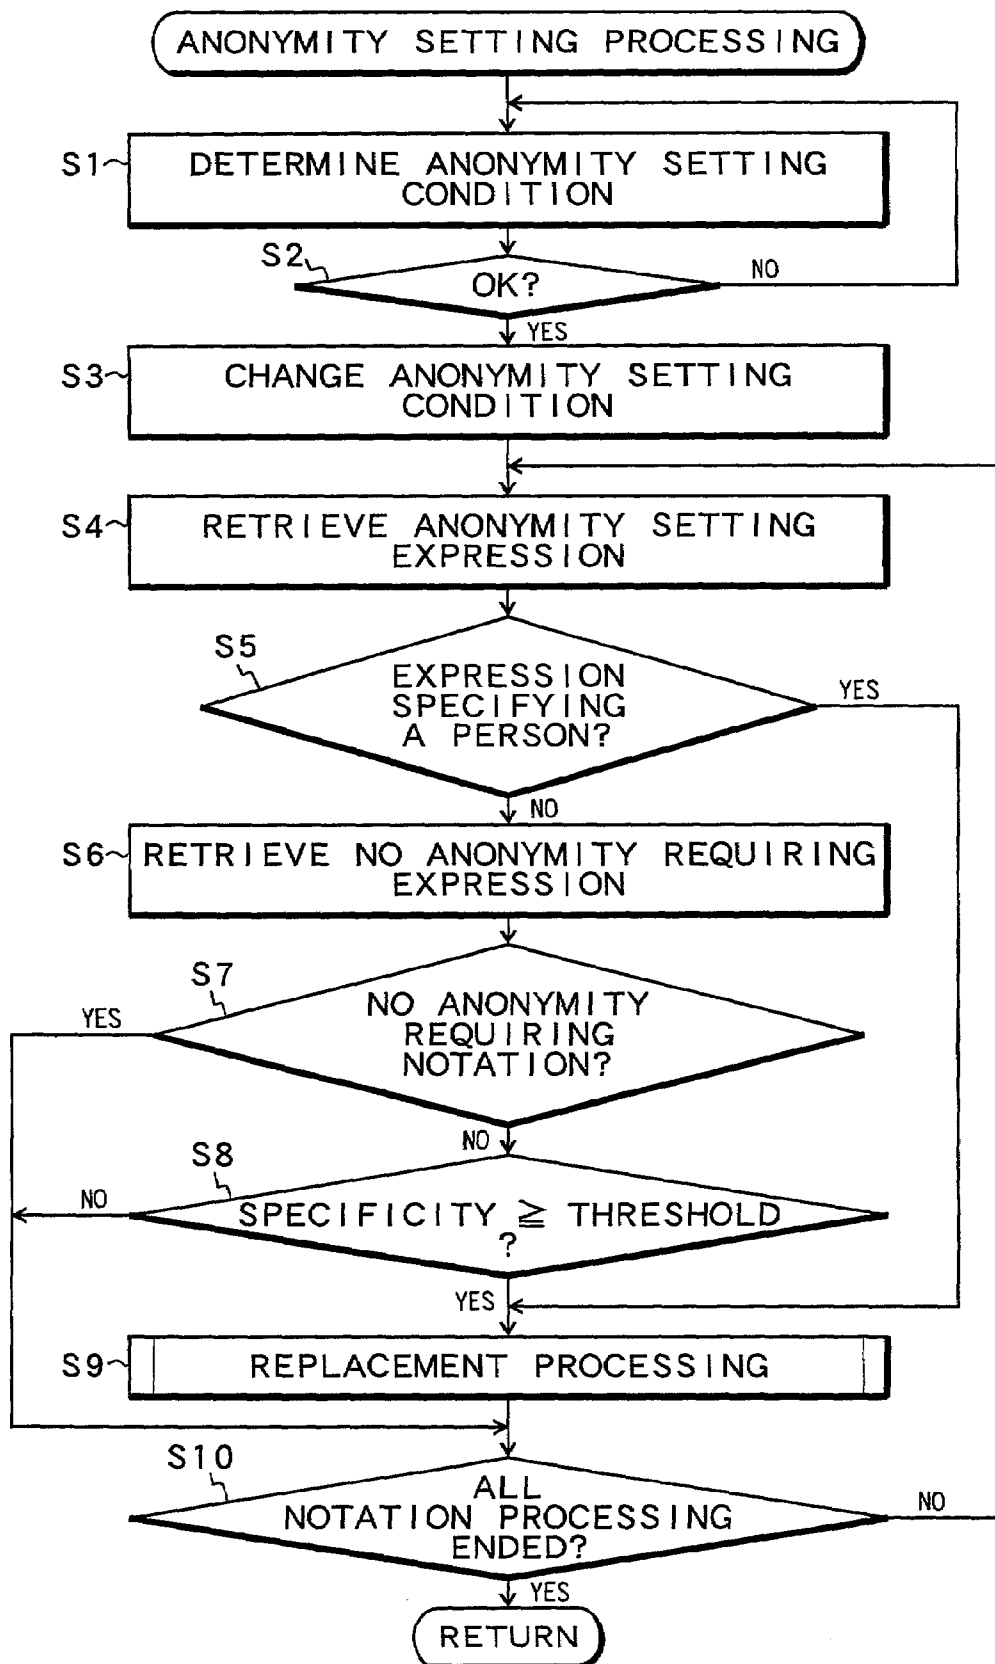 ANONYMITY SETTING PROCESSING
S1
DETERMINE ANONYMITY SETTING
CONDITION
S2
OK?
NO
YES
S3
CHANGE ANONYMITY SETTING
CONDITION
S4
RETRIEVE ANONYMITY SETTING
EXPRESSION
S5
EXPRESSION
SPECIFYING
A PERSON?
YES
NO
S6
RETRIEVE NO ANONYMITY REQUIRING
EXPRESSION
S7
NO ANONYMITY
REQUIRING
NOTATION?
YES
NO
S8
SPECIFICITY ≧ THRESHOLD
?
NO
YES
S9
REPLACEMENT PROCESSING
S10
ALL
NOTATION PROCESSING
ENDED?
NO
YES
RETURN